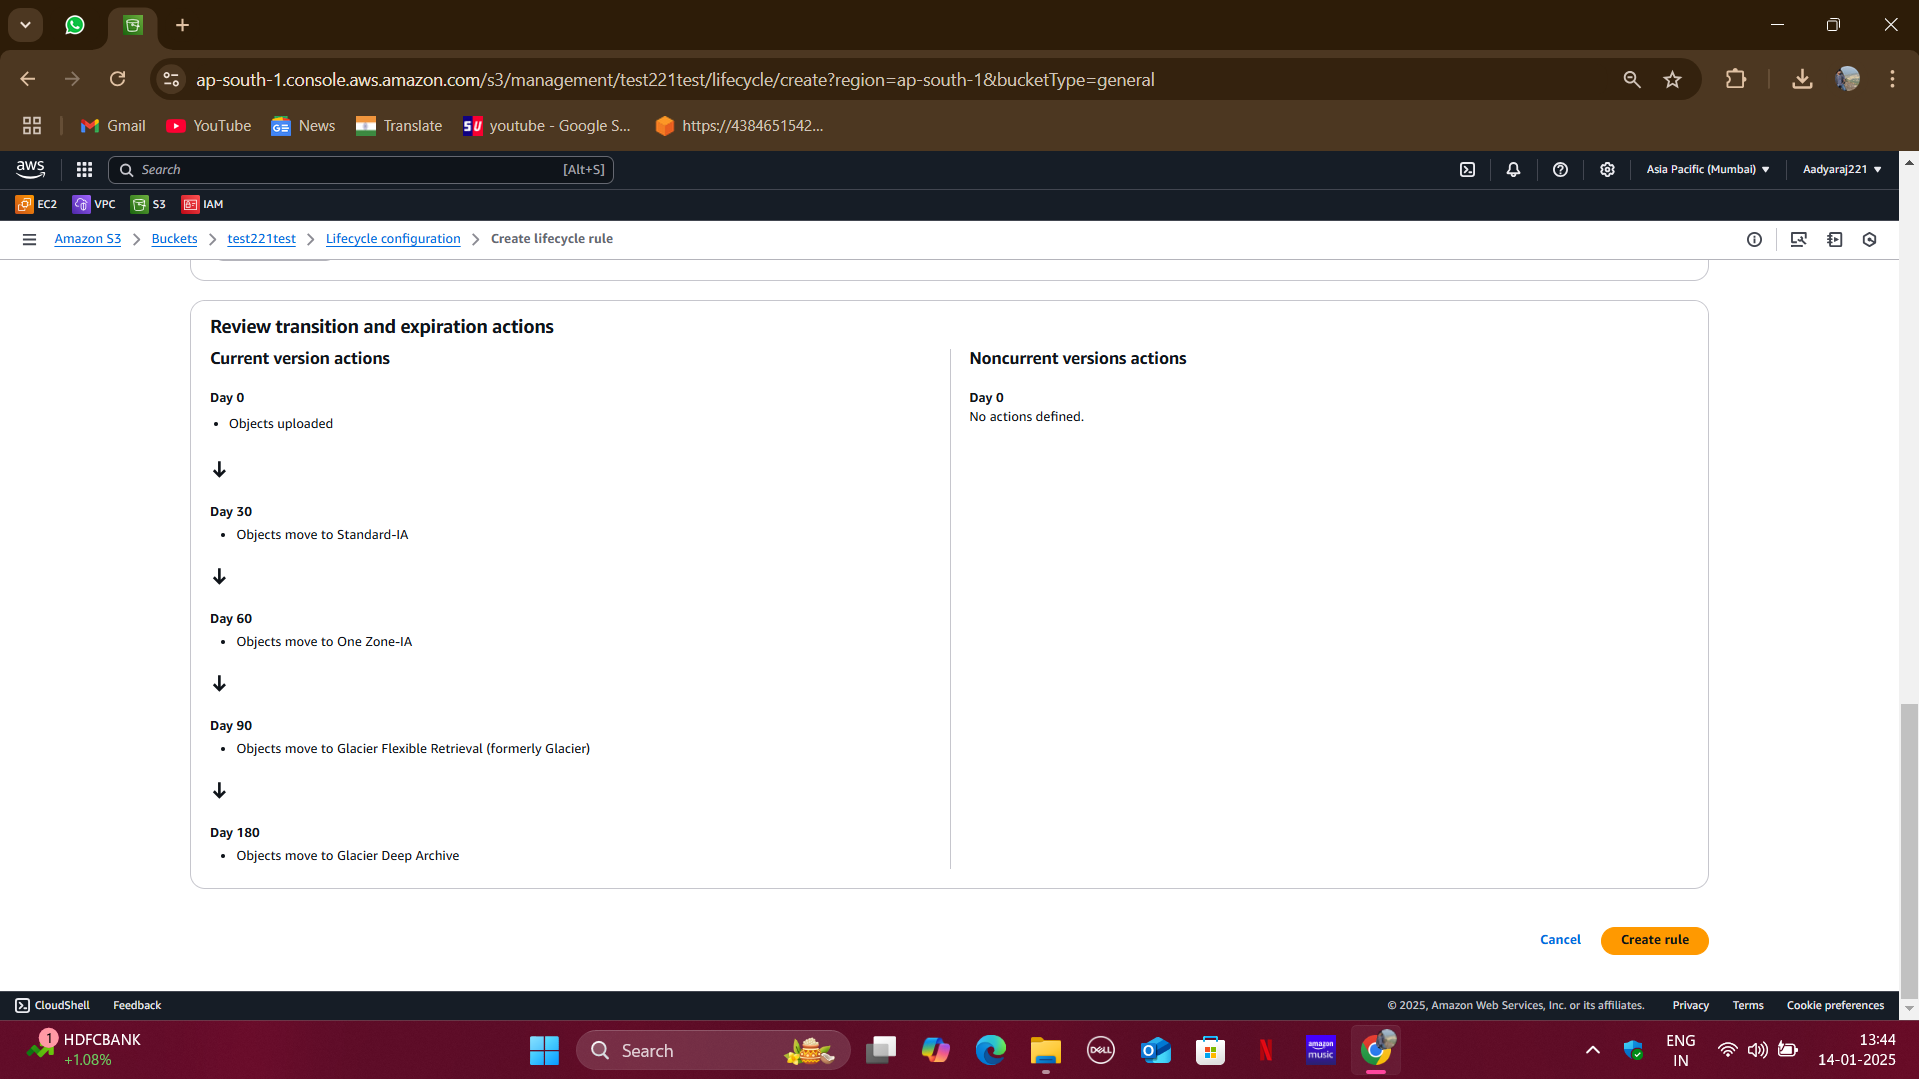 ap-south-1.console.aws.amazon.com/s3/management/test221test/lifecycle/create?region=ap-south-1&bucketType=general
Gmail
YouTube
News
Translate
youtube - Google S...
https://4384651542...
aws
Search
[Alt+S]
Asia Pacific (Mumbai)
Aadyaraj221
EC2
VPC
S3
IAM
Amazon S3
Buckets
test221test
Lifecycle configuration
Create lifecycle rule
Review transition and expiration actions
Current version actions
Day 0
Objects uploaded
Day 30
Objects move to Standard-IA
Day 60
Objects move to One Zone-IA
Day 90
Objects move to Glacier Flexible Retrieval (formerly Glacier)
Day 180
Objects move to Glacier Deep Archive
Noncurrent versions actions
Day 0
No actions defined.
Cancel
Create rule
CloudShell
Feedback
© 2025, Amazon Web Services, Inc. or its affiliates.
Privacy
Terms
Cookie preferences
1
HDFCBANK
+1.08%
Search
DELL
amazon music
ENG
IN
13:44
14-01-2025